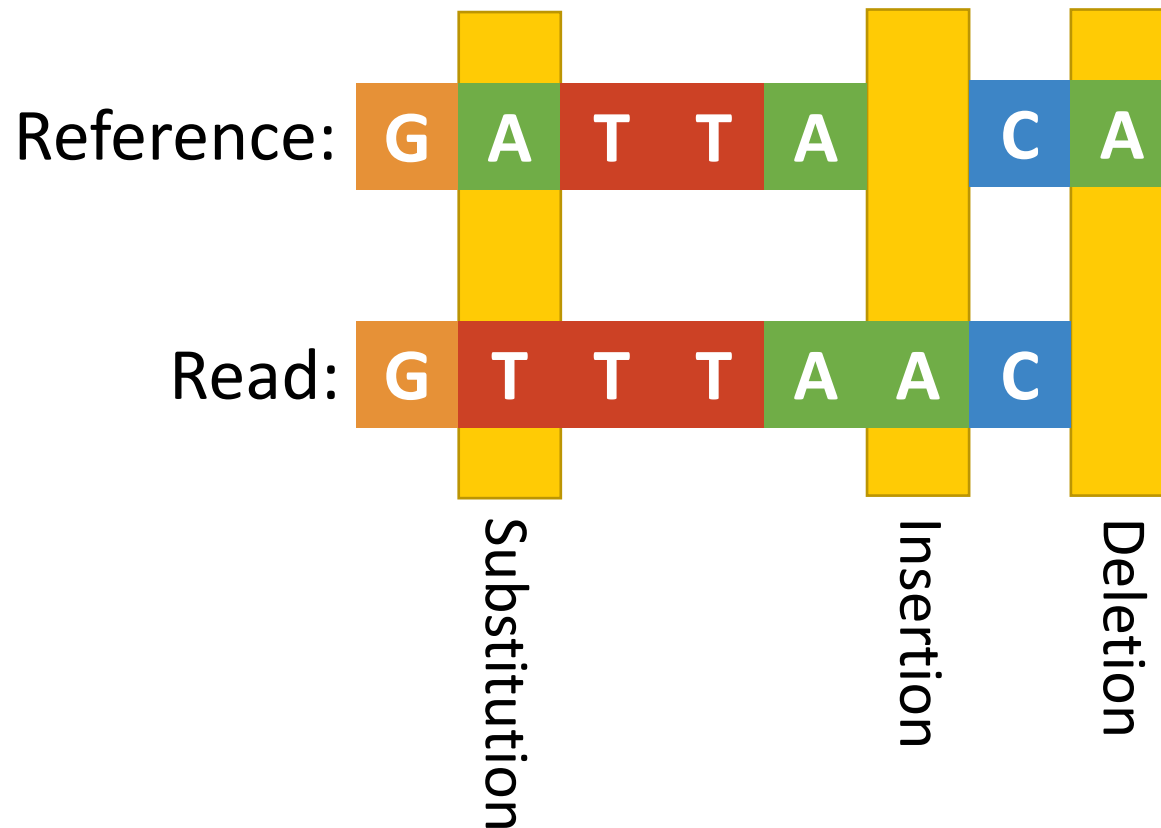 Reference: G A T T A C A
Read: G T T T A A C
Substitution
Insertion
Deletion